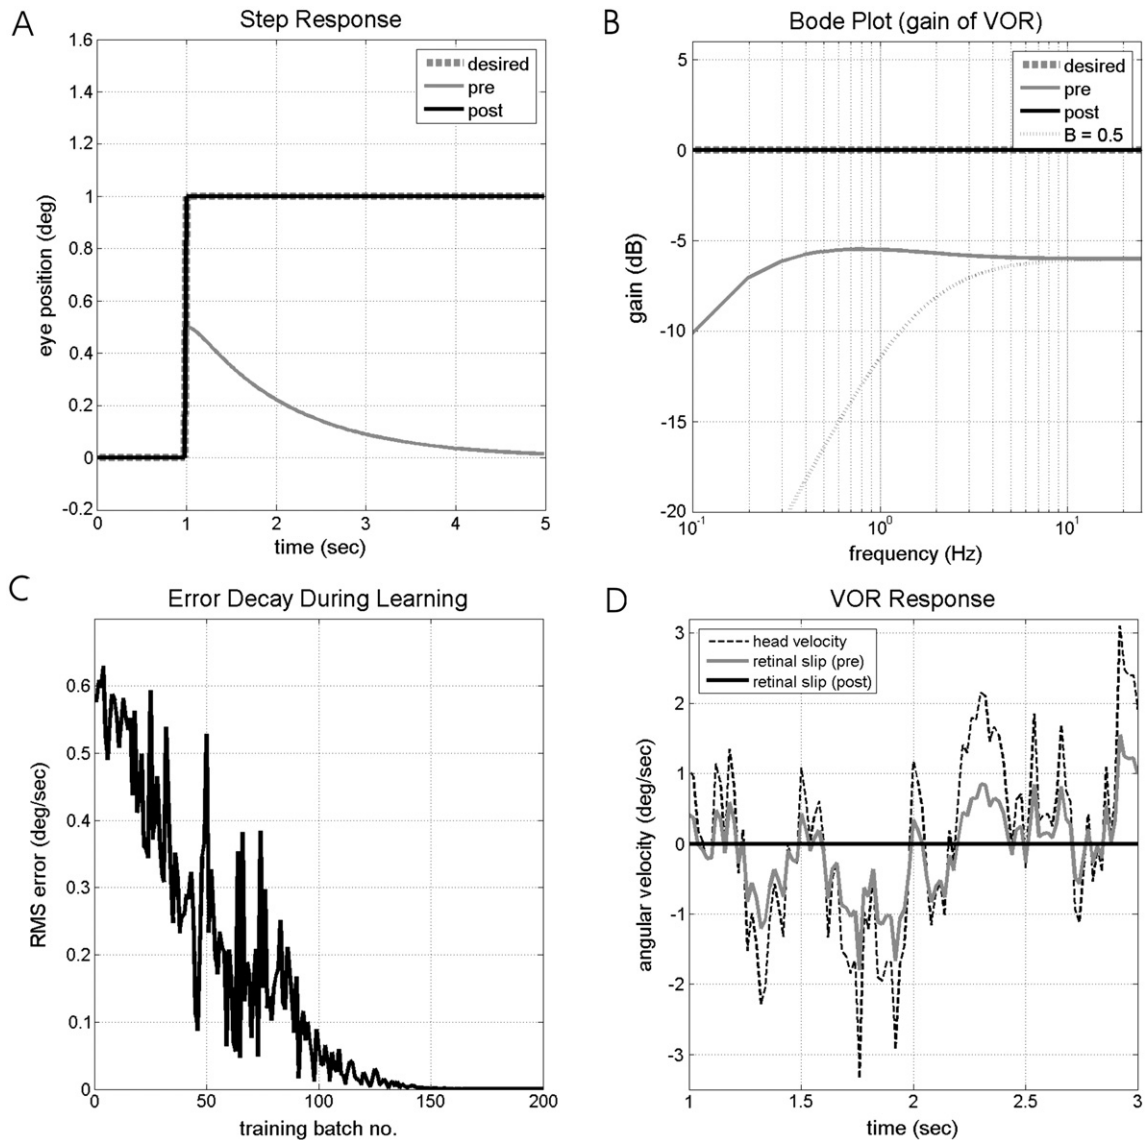 A
Step Response
1.6
1.4
1.2
1
0.8
0.6
0.4
0.2
0
-0.2
eye position (deg)
desired
pre
post
0 1 2 3 4 5
time (sec)
B
Bode Plot (gain of VOR)
5
0
-5
-10
-15
-20
gain (dB)
desired
pre
post
B = 0.5
10-1 100 101
frequency (Hz)
C
Error Decay During Learning
0.6
0.5
0.4
0.3
0.2
0.1
0
RMS error (deg/sec)
0 50 100 150 200
training batch no.
D
VOR Response
3
2
1
0
-1
-2
-3
angular velocity (deg/sec)
head velocity
retinal slip (pre)
retinal slip (post)
1 1.5 2 2.5 3
time (sec)